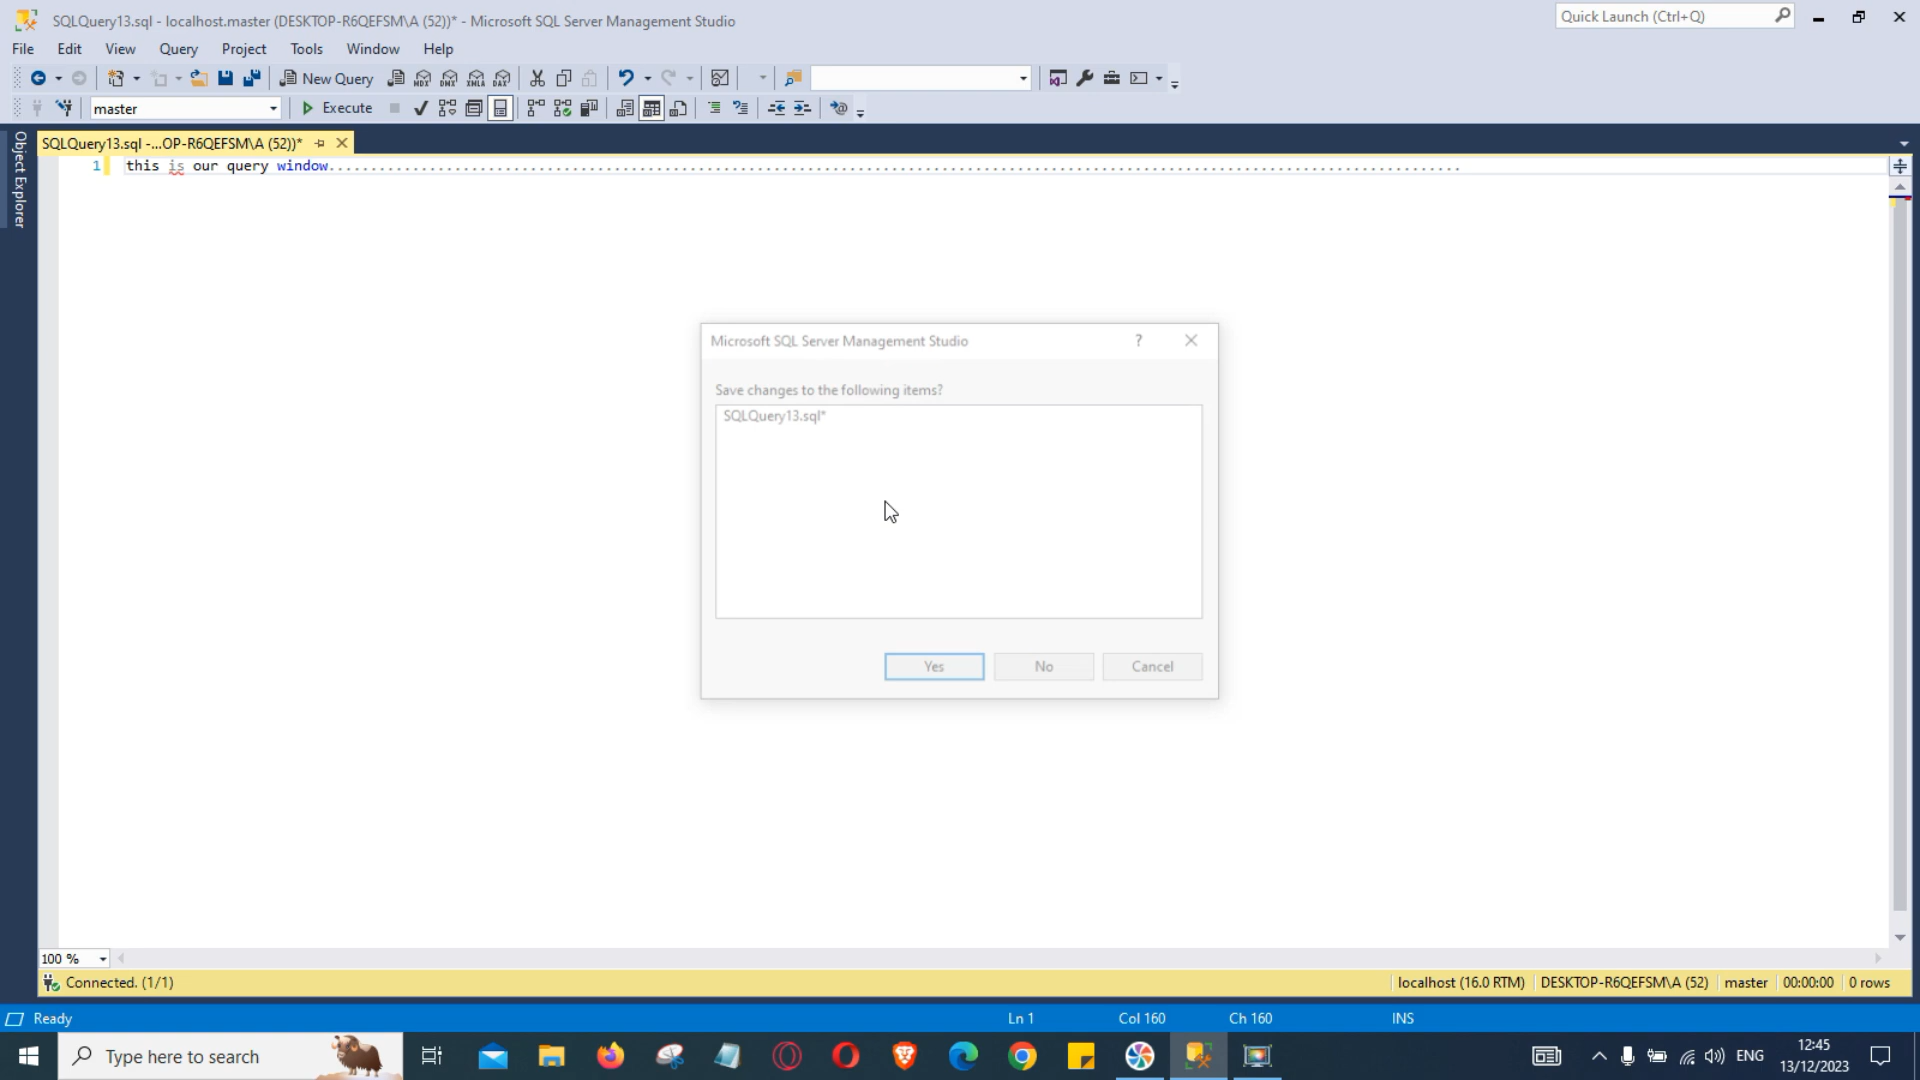 SQLQuery13.sql - localhost.master (DESKTOP-R6QEFSM\A (52))* - Microsoft SQL Server Management Studio
Quick Launch (Ctrl+Q)
File Edit View Query Project Tools Window Help
New Query
MDX DMX XMLA DAX
master Execute
SQLQuery13.sql -...OP-R6QEFSM\A (52))*
Object Explorer
1 this is our query window.......................................................................................................................................
Microsoft SQL Server Management Studio ?
Save changes to the following items?
SQLQuery13.sql*
Yes No Cancel
100 %
Connected. (1/1) localhost (16.0 RTM) DESKTOP-R6QEFSM\A (52) master 00:00:00 0 rows
Ready Ln 1 Col 160 Ch 160 INS
Type here to search
ENG
12:45
13/12/2023